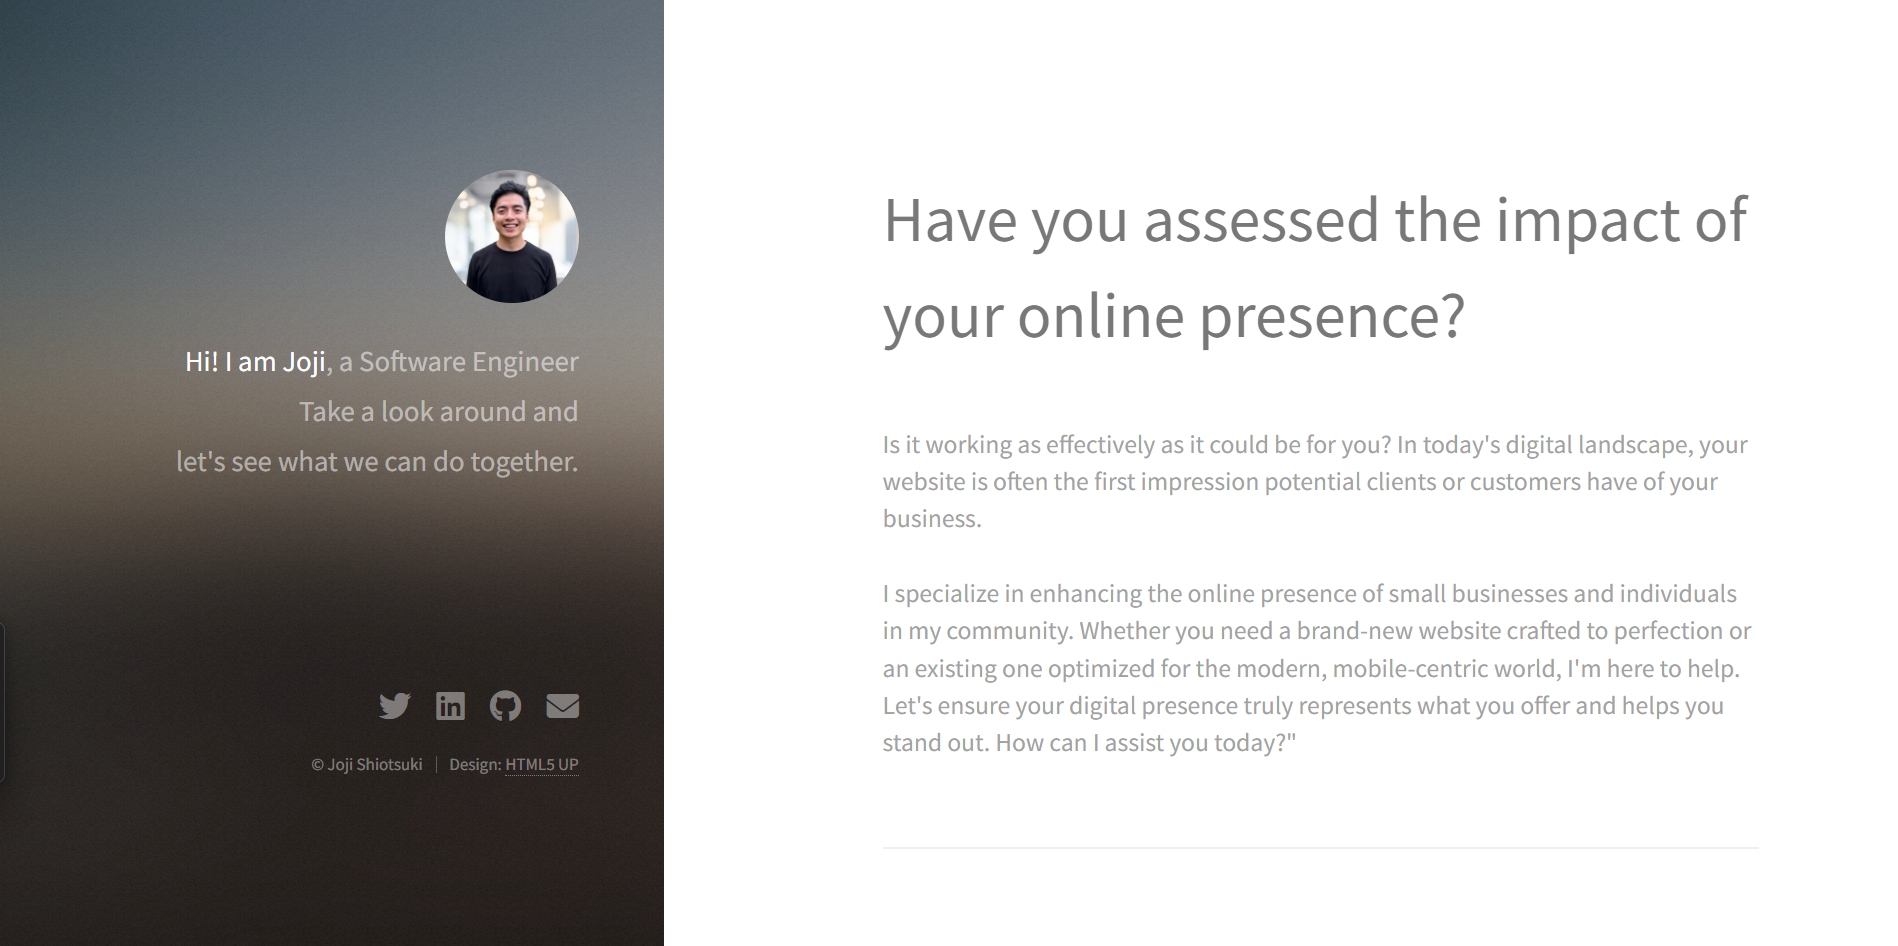 Hi! I am Joji, a Software Engineer
Take a look around and
let's see what we can do together.
© Joji Shiotsuki | Design: HTML5 UP
Have you assessed the impact of
your online presence?
Is it working as effectively as it could be for you? In today's digital landscape, your
website is often the first impression potential clients or customers have of your
business.
I specialize in enhancing the online presence of small businesses and individuals
in my community. Whether you need a brand-new website crafted to perfection or
an existing one optimized for the modern, mobile-centric world, I'm here to help.
Let's ensure your digital presence truly represents what you offer and helps you
stand out. How can I assist you today?"